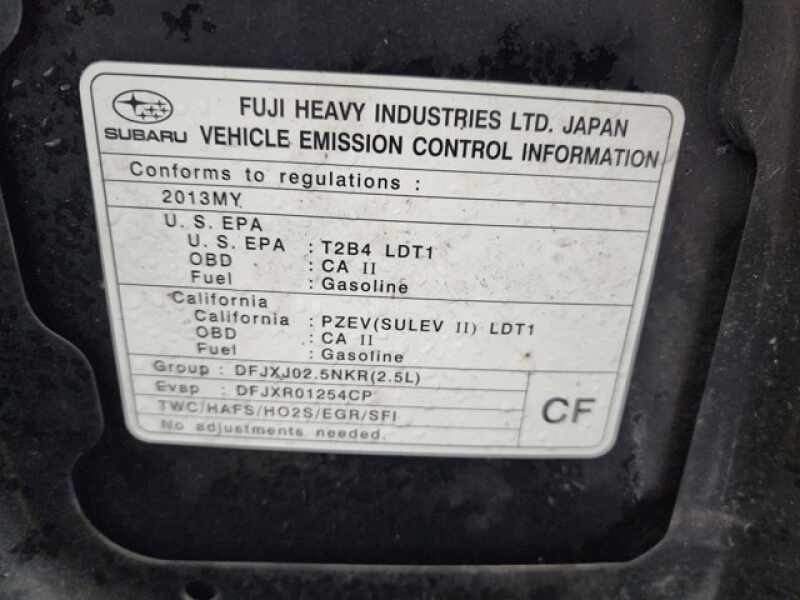 SUBARU
FUJI HEAVY INDUSTRIES LTD. JAPAN
VEHICLE EMISSION CONTROL INFORMATION
Conforms to regulations :
2013MY
U. S. EPA
U. S. EPA : T2B4 LDT1
OBD : CA II
Fuel : Gasoline
California
California : PZEV(SULEV II) LDT1
OBD : CA II
Fuel : Gasoline
Group : DFJXJ02.5NKR(2.5L)
Evap : DFJXR01254CP
TWC/HAFS/HO2S/EGR/SFI
No adjustments needed.
CF